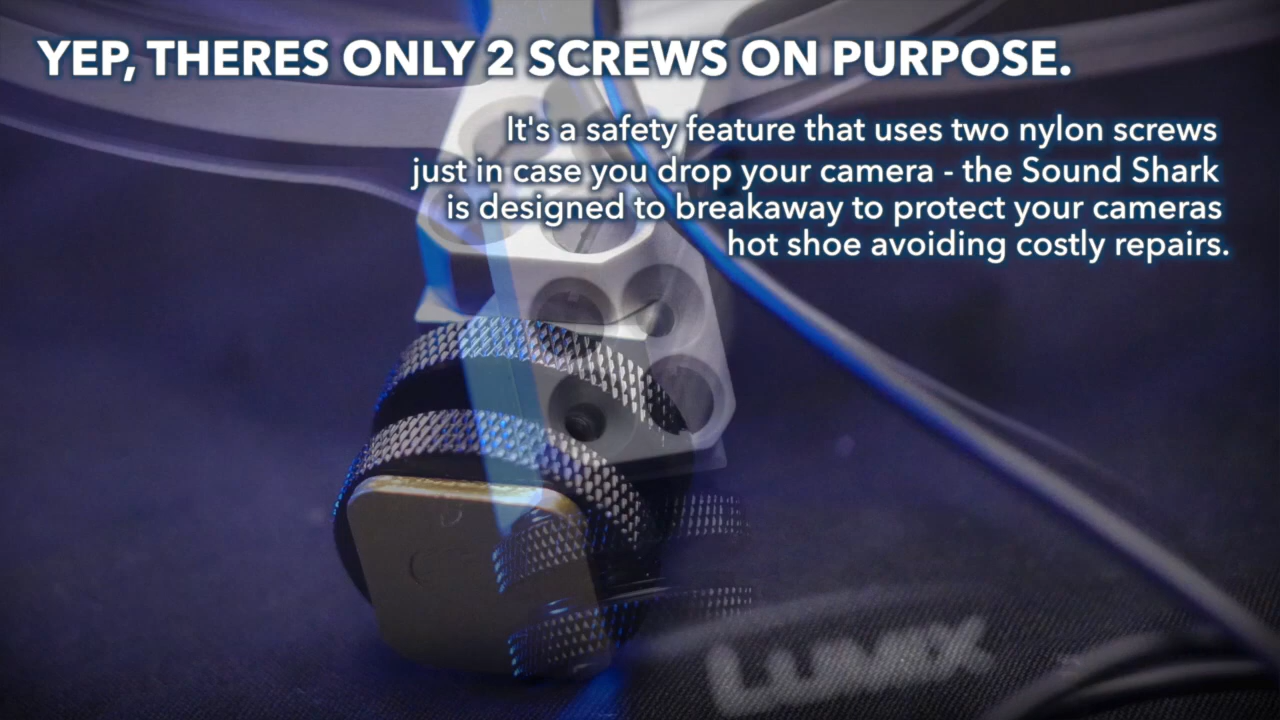 YEP, THERES ONLY 2 SCREWS ON PURPOSE.
It's a safety feature that uses two nylon screws
just in case you drop your camera - the Sound Shark
is designed to breakaway to protect your cameras
hot shoe avoiding costly repairs.
LUMIX